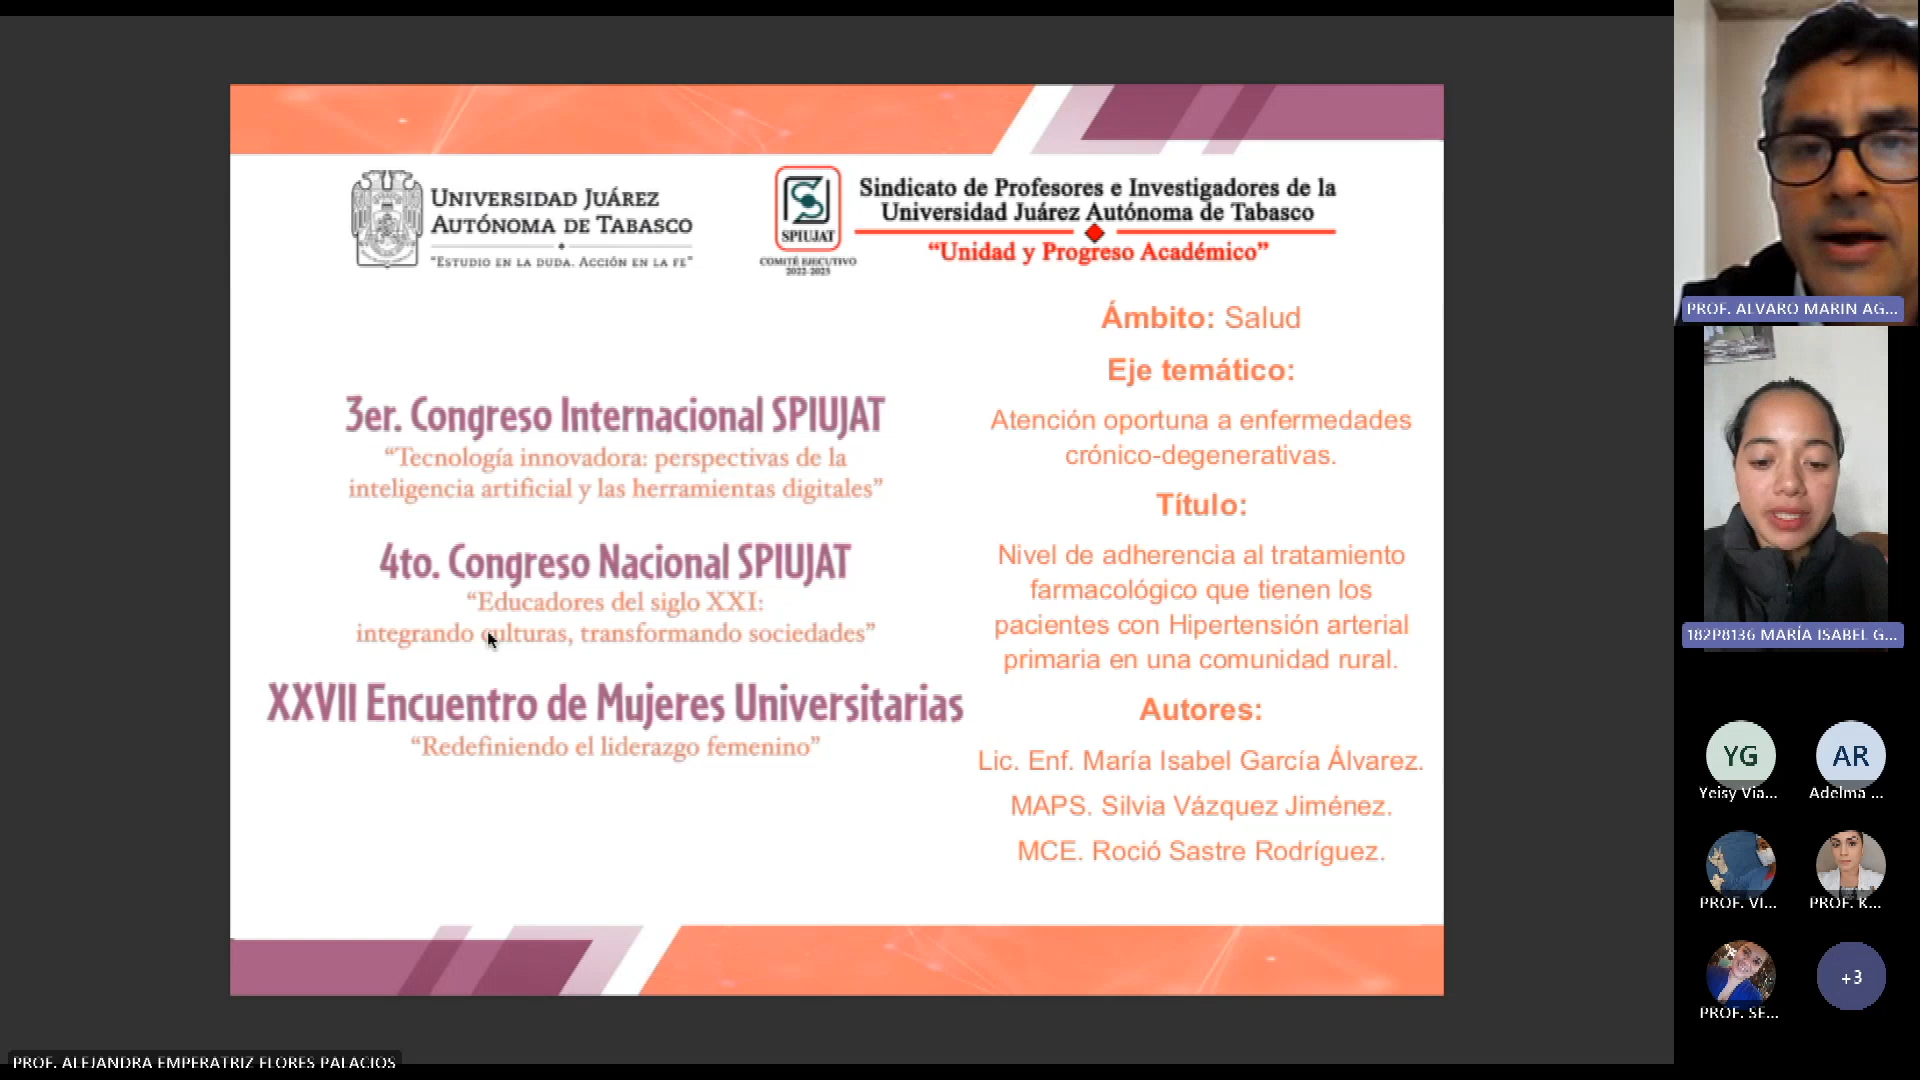 UNIVERSIDAD JUÁREZ
AUTÓNOMA DE TABASCO
"ESTUDIO EN LA DUDA. ACCIÓN EN LA FE"
SPIUJAT
COMITÉ EJECUTIVO
2022-2025
Sindicato de Profesores e Investigadores de la
Universidad Juárez Autónoma de Tabasco
“Unidad y Progreso Académico”
3er. Congreso Internacional SPIUJAT
“Tecnología innovadora: perspectivas de la
inteligencia artificial y las herramientas digitales”
4to. Congreso Nacional SPIUJAT
“Educadores del siglo XXI:
integrando culturas, transformando sociedades”
XXVII Encuentro de Mujeres Universitarias
“Redefiniendo el liderazgo femenino”
Ámbito: Salud
Eje temático:
Atención oportuna a enfermedades
crónico-degenerativas.
Título:
Nivel de adherencia al tratamiento
farmacológico que tienen los
pacientes con Hipertensión arterial
primaria en una comunidad rural.
Autores:
Lic. Enf. María Isabel García Álvarez.
MAPS. Silvia Vázquez Jiménez.
MCE. Roció Sastre Rodríguez.
PROF. ALVARO MARIN AG...
182P8136 MARÍA ISABEL G...
YG
AR
Yeisy Via...
Adelma ...
PROF. VI...
PROF. K...
+3
PROF. SE...
PROF. ALEJANDRA EMPERATRIZ FLORES PALACIOS